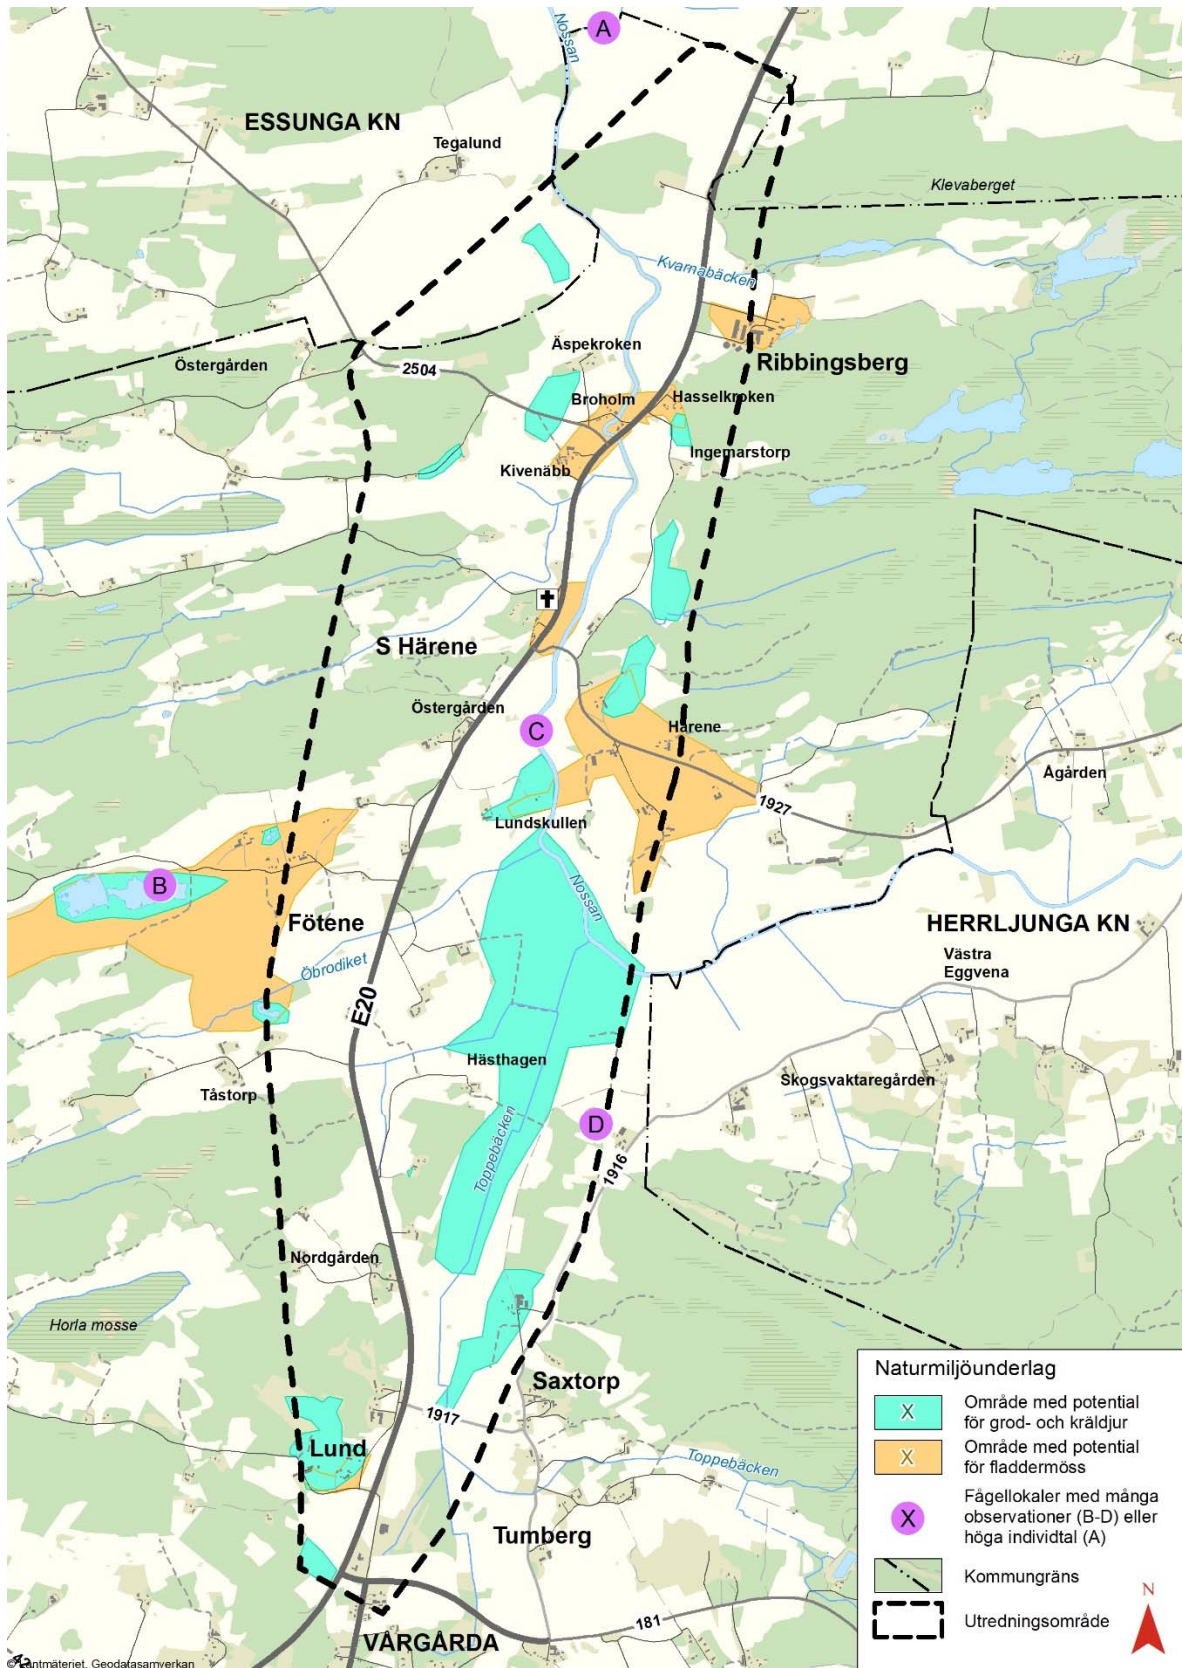 A
Nossan
ESSUNGA KN
Tegalund
Klevaberget
Kvarnabäcken
Äspekroken
Östergården
2504
Ribbingsberg
Broholm
Hasselkroken
Ingemarstorp
Kivenäbb
S Härene
Östergården
C
Härene
Ågården
1927
Lundskullen
B
Fötene
Nossan
HERRLJUNGA KN
Västra
Eggvena
Öbrodiket
E20
Hästhagen
Skogsvaktaregården
Tåstorp
D
Toppebäcken
1916
Nordgården
Horla mosse
Saxtorp
1917
Lund
Toppebäcken
Tumberg
181
VÅRGÅRDA
Naturmiljöunderlag
X
Område med potential
för grod- och kräldjur
X
Område med potential
för fladdermöss
X
Fågellokaler med många
observationer (B-D) eller
höga individtal (A)
Kommungräns
Utredningsområde
N
© Lantmäteriet, Geodatasamverkan